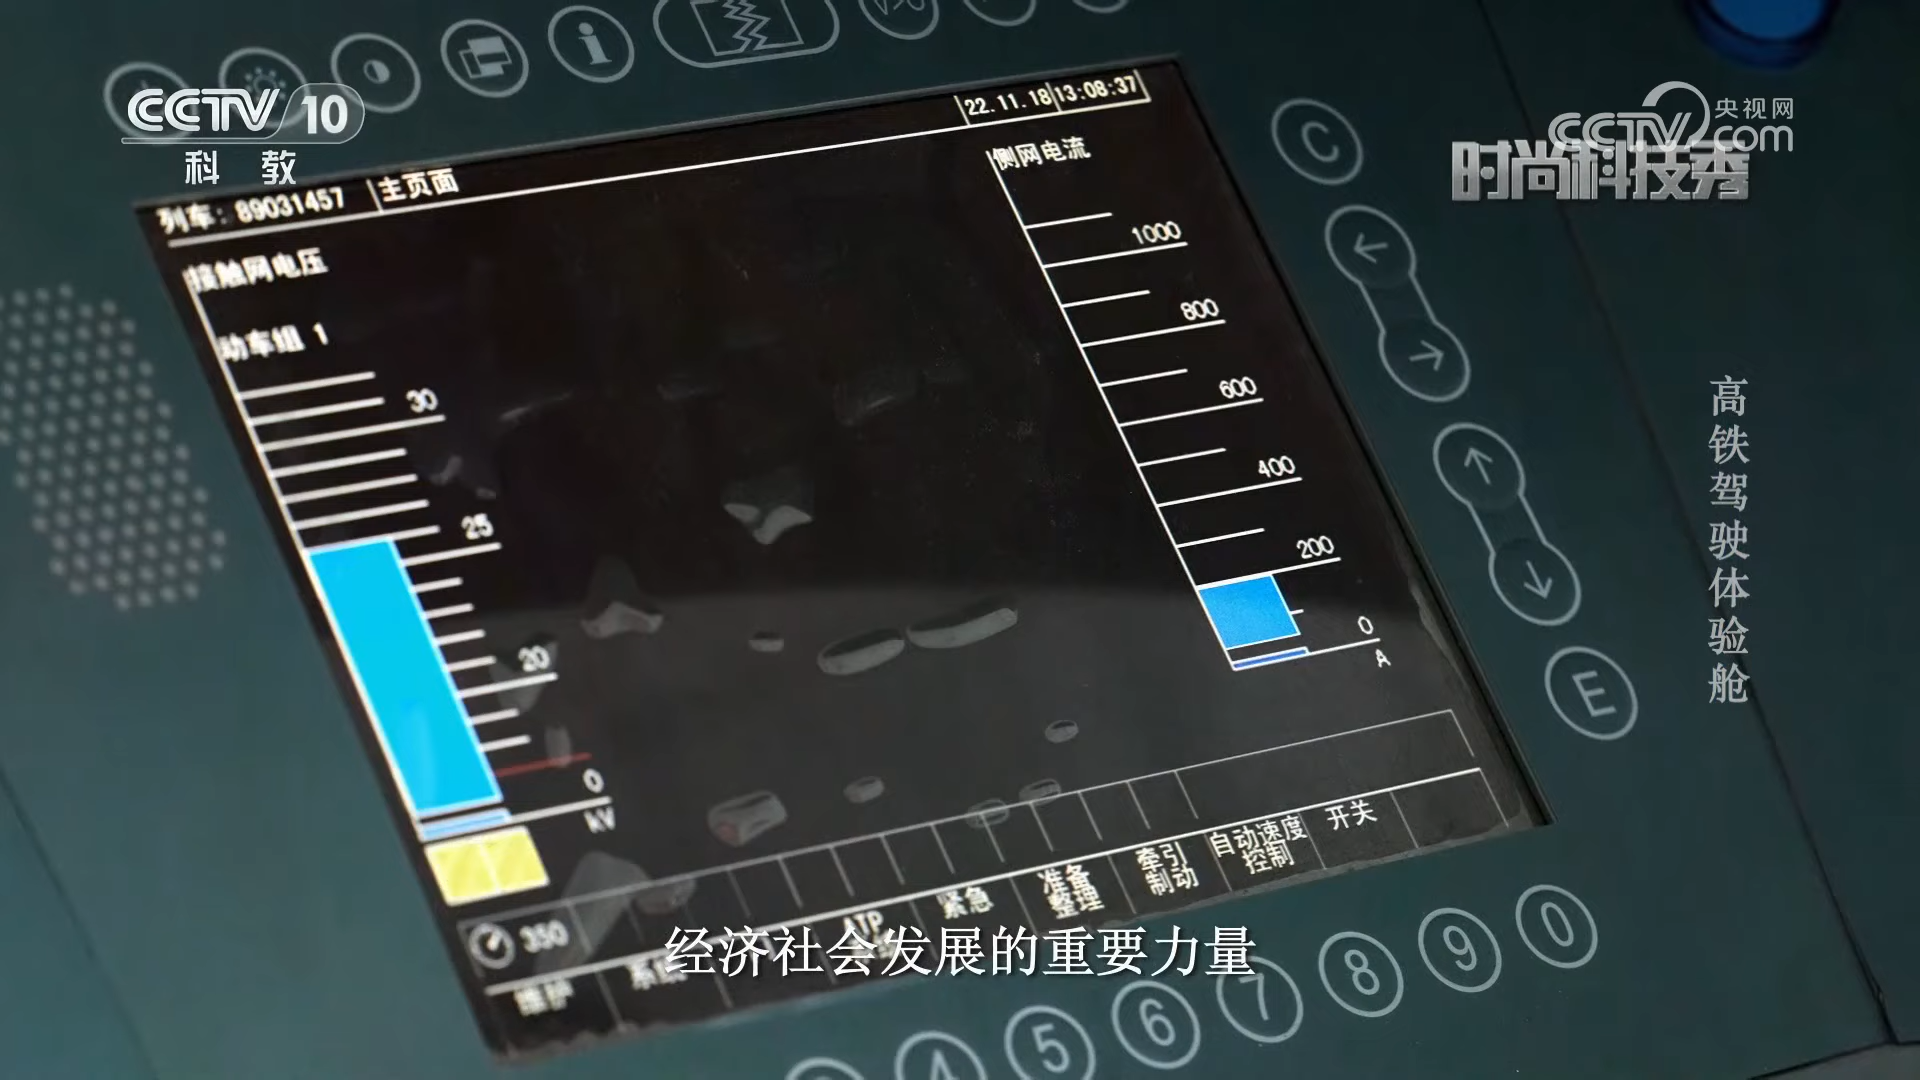 CCTV 10
科 教
央视网
CCTV.com
时尚科技秀
22.11.18 13:08:37
列车: 89031457
主页面
接触网电压
动车组 1
30
25
20
0
kV
侧网电流
1000
800
600
400
200
0
A
350
维护
ATP
紧急
准备
整理
牵引
制动
自动速度
控制
开关
C
E
4
5
6
7
8
9
0
高铁驾驶体验舱
经济社会发展的重要力量